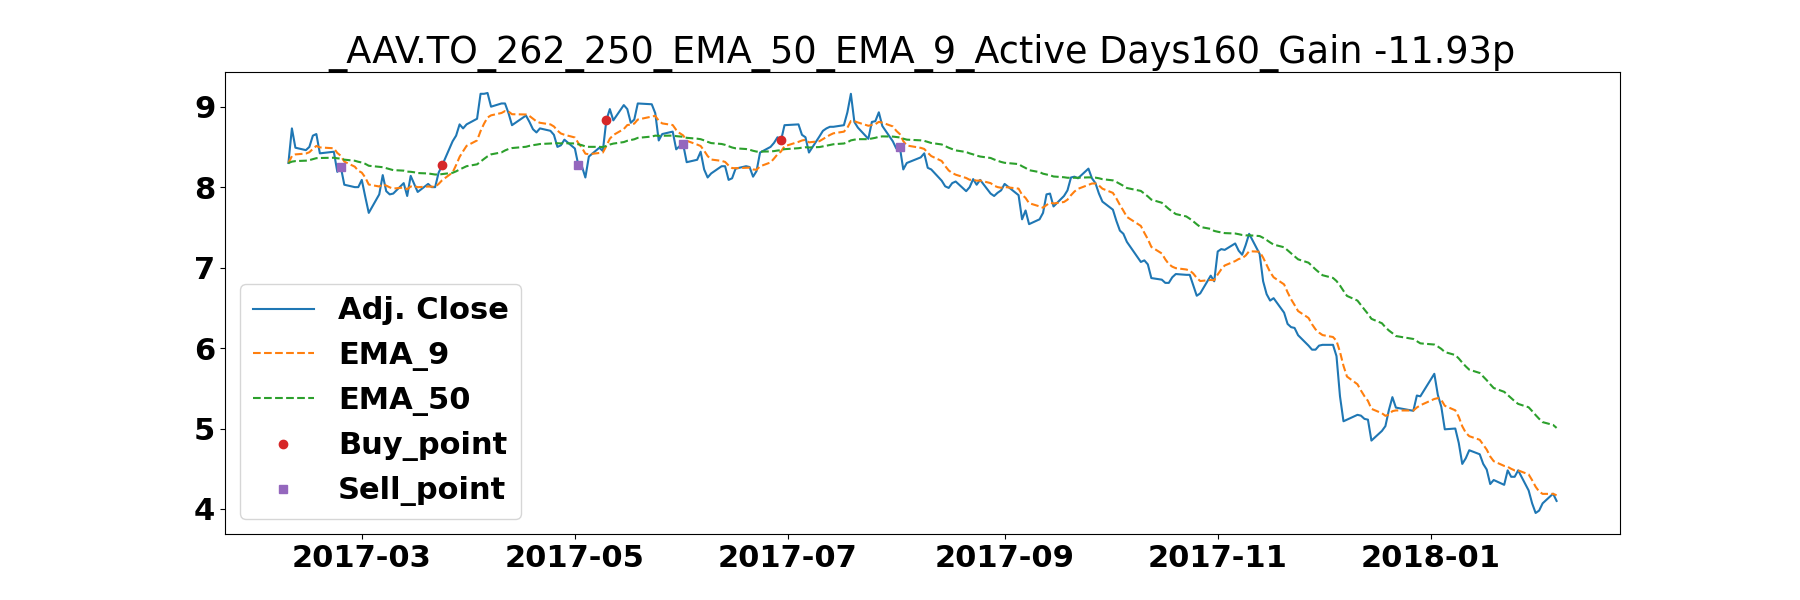 _AAV.TO_262_250_EMA_50_EMA_9_Active Days160_Gain -11.93p
9
8
7
6
5
4
Adj. Close
EMA_9
EMA_50
Buy_point
Sell_point
2017-03 2017-05 2017-07 2017-09 2017-11 2018-01